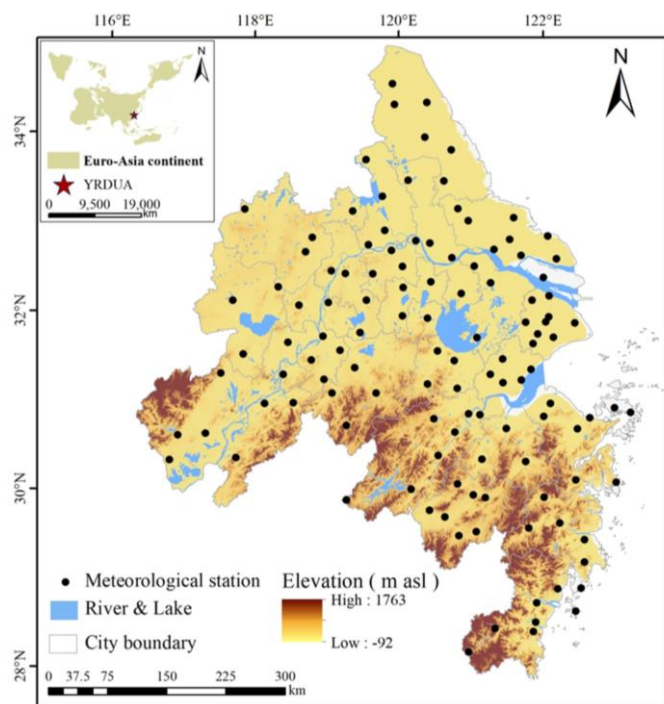 116°E 118°E 120°E 122°E
N
N
Euro-Asia continent
YRDUA
0 9,500 19,000
km
34°N
32°N
30°N
28°N
Meteorological station
River & Lake
City boundary
Elevation ( m asl )
High : 1763
Low : -92
0 37.5 75 150 225 300
km